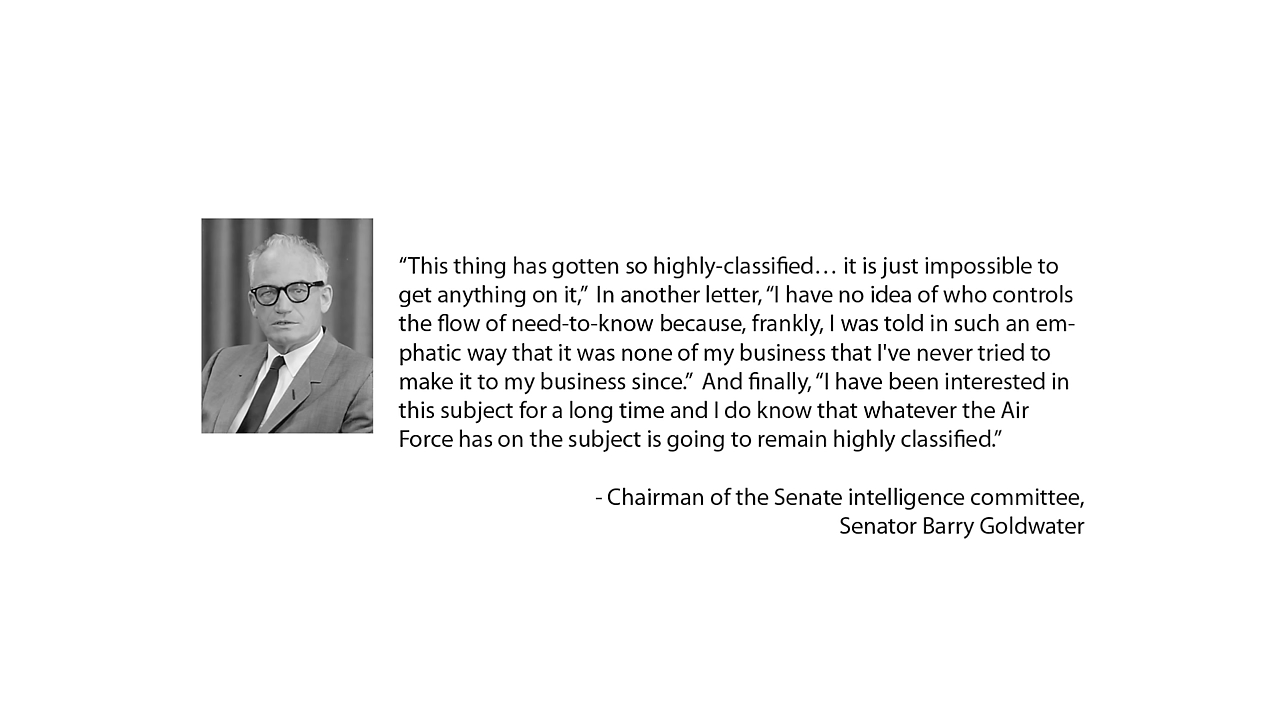 “This thing has gotten so highly-classified… it is just impossible to
get anything on it,” In another letter, “I have no idea of who controls
the flow of need-to-know because, frankly, I was told in such an em-
phatic way that it was none of my business that I've never tried to
make it to my business since.” And finally, “I have been interested in
this subject for a long time and I do know that whatever the Air
Force has on the subject is going to remain highly classified.”
- Chairman of the Senate intelligence committee,
Senator Barry Goldwater